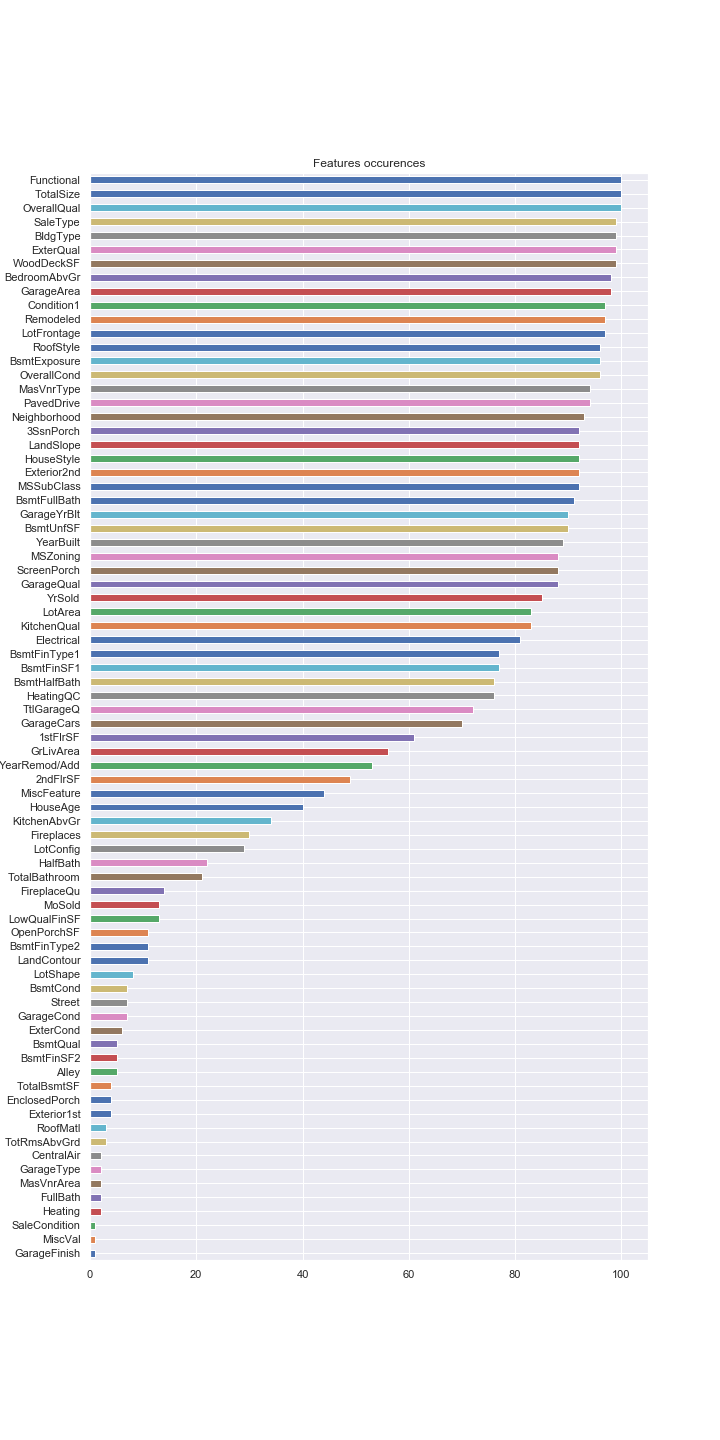 Features occurences
Functional
TotalSize
OverallQual
SaleType
BldgType
ExterQual
WoodDeckSF
BedroomAbvGr
GarageArea
Condition1
Remodeled
LotFrontage
RoofStyle
BsmtExposure
OverallCond
MasVnrType
PavedDrive
Neighborhood
3SsnPorch
LandSlope
HouseStyle
Exterior2nd
MSSubClass
BsmtFullBath
GarageYrBlt
BsmtUnfSF
YearBuilt
MSZoning
ScreenPorch
GarageQual
YrSold
LotArea
KitchenQual
Electrical
BsmtFinType1
BsmtFinSF1
BsmtHalfBath
HeatingQC
TtlGarageQ
GarageCars
1stFlrSF
GrLivArea
YearRemod/Add
2ndFlrSF
MiscFeature
HouseAge
KitchenAbvGr
Fireplaces
LotConfig
HalfBath
TotalBathroom
FireplaceQu
MoSold
LowQualFinSF
OpenPorchSF
BsmtFinType2
LandContour
LotShape
BsmtCond
Street
GarageCond
ExterCond
BsmtQual
BsmtFinSF2
Alley
TotalBsmtSF
EnclosedPorch
Exterior1st
RoofMatl
TotRmsAbvGrd
CentralAir
GarageType
MasVnrArea
FullBath
Heating
SaleCondition
MiscVal
GarageFinish
0 20 40 60 80 100